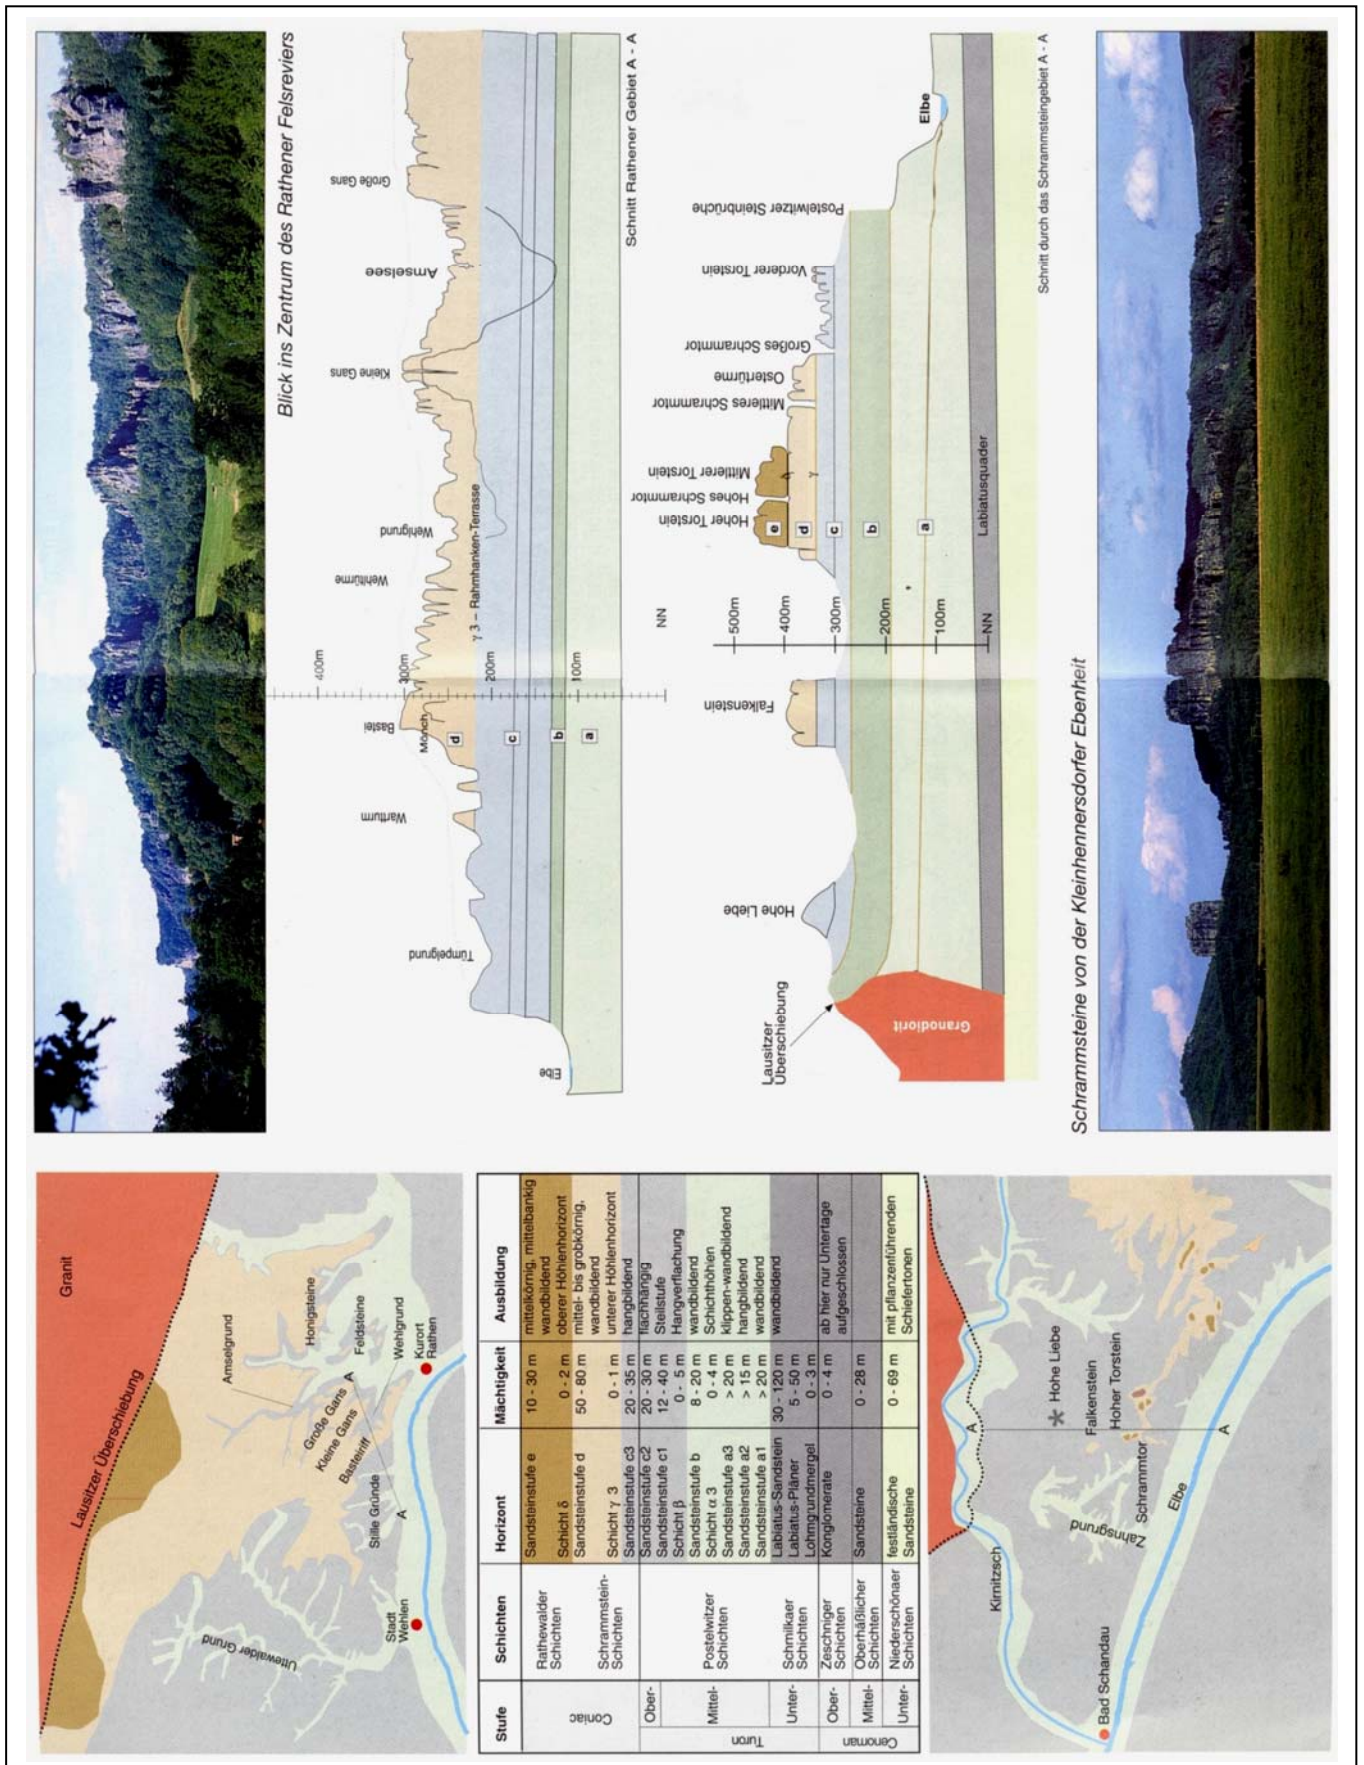 Blick ins Zentrum des Rathener Felsreviers
400m
300m
200m
100m
NN
Elbe
Tümpelgrund
Wartturm
Mönch
Bastei
Wehltürme
Wehlgrund
Kleine Gans
Amselsee
Große Gans
γ 3 – Rahmhanken-Terrasse
d
c
b
a
Schnitt Rathener Gebiet A - A
Lausitzer
Überschiebung
Granodiorit
Hohe Liebe
Falkenstein
500m
400m
300m
200m
100m
NN
Hoher Torstein
Hohes Schrammtor
Mittlerer Torstein
Mittleres Schrammtor
Ostertürme
Großes Schrammtor
Vorderer Torstein
Postelwitzer Steinbrüche
Elbe
e
d
c
b
a
γ
Labiatusquader
Schnitt durch das Schrammsteingebiet A - A
Schrammsteine von der Kleinhennersdorfer Ebenheit
Granit
Lausitzer Überschiebung
Amselgrund
Honigsteine
Feldsteine
Große Gans
Kleine Gans
Basteiriff
A
Wehlgrund
Kurort
Rathen
Stille Gründe
A
Stadt
Wehlen
Uttewalder Grund
Stufe Schichten Horizont Mächtigkeit Ausbildung
Coniac Rathewalder Schichten Sandsteinstufe e 10 - 30 m mittelkörnig, mittelbankig wandbildend
Schicht δ 0 - 2 m oberer Höhlenhorizont
Schrammstein- Schichten Sandsteinstufe d 50 - 80 m mittel- bis grobkörnig, wandbildend
Schicht γ 3 0 - 1 m unterer Höhlenhorizont
Sandsteinstufe c3 20 - 35 m hangbildend
Turon Ober- Postelwitzer Schichten Sandsteinstufe c2 20 - 30 m flachhängig
Sandsteinstufe c1 12 - 40 m Steilstufe
Mittel- Schicht β 0 - 5 m Hangverflachung
Sandsteinstufe b 8 - 20 m wandbildend
Schicht α 3 0 - 4 m Schichthöhlen
Sandsteinstufe a3 > 20 m klippen-wandbildend
Sandsteinstufe a2 > 15 m hangbildend
Sandsteinstufe a1 > 20 m wandbildend
Unter- Schmilkaer Schichten Labiatus-Sandstein 30 - 120 m wandbildend
Labiatus-Pläner 5 - 50 m
Lohmgrundmergel 0 - 3 m
Cenoman Ober- Zeschniger Schichten Konglomerate 0 - 4 m ab hier nur Untertage aufgeschlossen
Mittel- Oberhäßlicher Schichten Sandsteine 0 - 28 m
Unter- Niederschönaer Schichten festländische Sandsteine 0 - 69 m mit pflanzenführenden Schiefertonen
Kirnitzsch
A
Hohe Liebe
Falkenstein
Hoher Torstein
Schrammtor
Zahnsgrund
Elbe
A
Bad Schandau